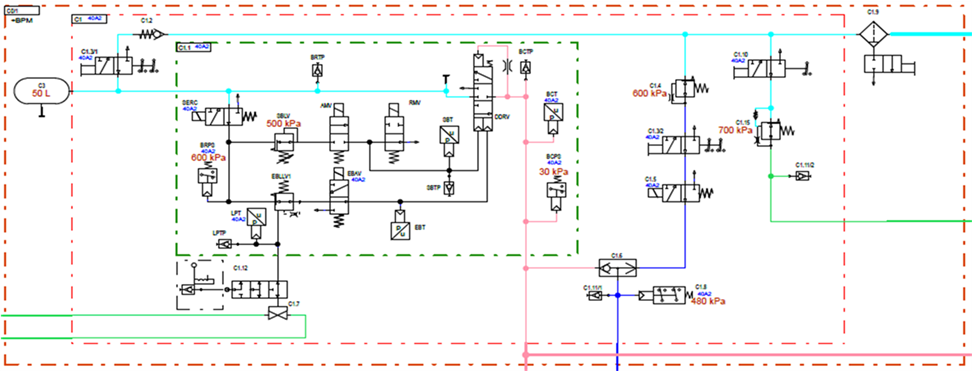 CD1
=BPM
C1 40A2
C1.2
C1.9
C1.3/1
40A2
C1.1 40A2
C3
50 L
BRTP
BCTP
C1.10
40A2
T
C1.4
600 kPa
SERC
40A2
SBLV
500 kPa
AMV
RMV
BCT
40A2
SBT
DDRV
C1.15
700 kPa
BRPS
40A2
600 kPa
C1.3/2
40A2
EBLLV1
EBAV
40A2
SBTP
BCPS
40A2
30 kPa
C1.5
40A2
C1.11/2
LPT
40A2
LPTP
EBT
C1.12
C1.6
C1.7
C1.11/1
C1.8
40A2
480 kPa